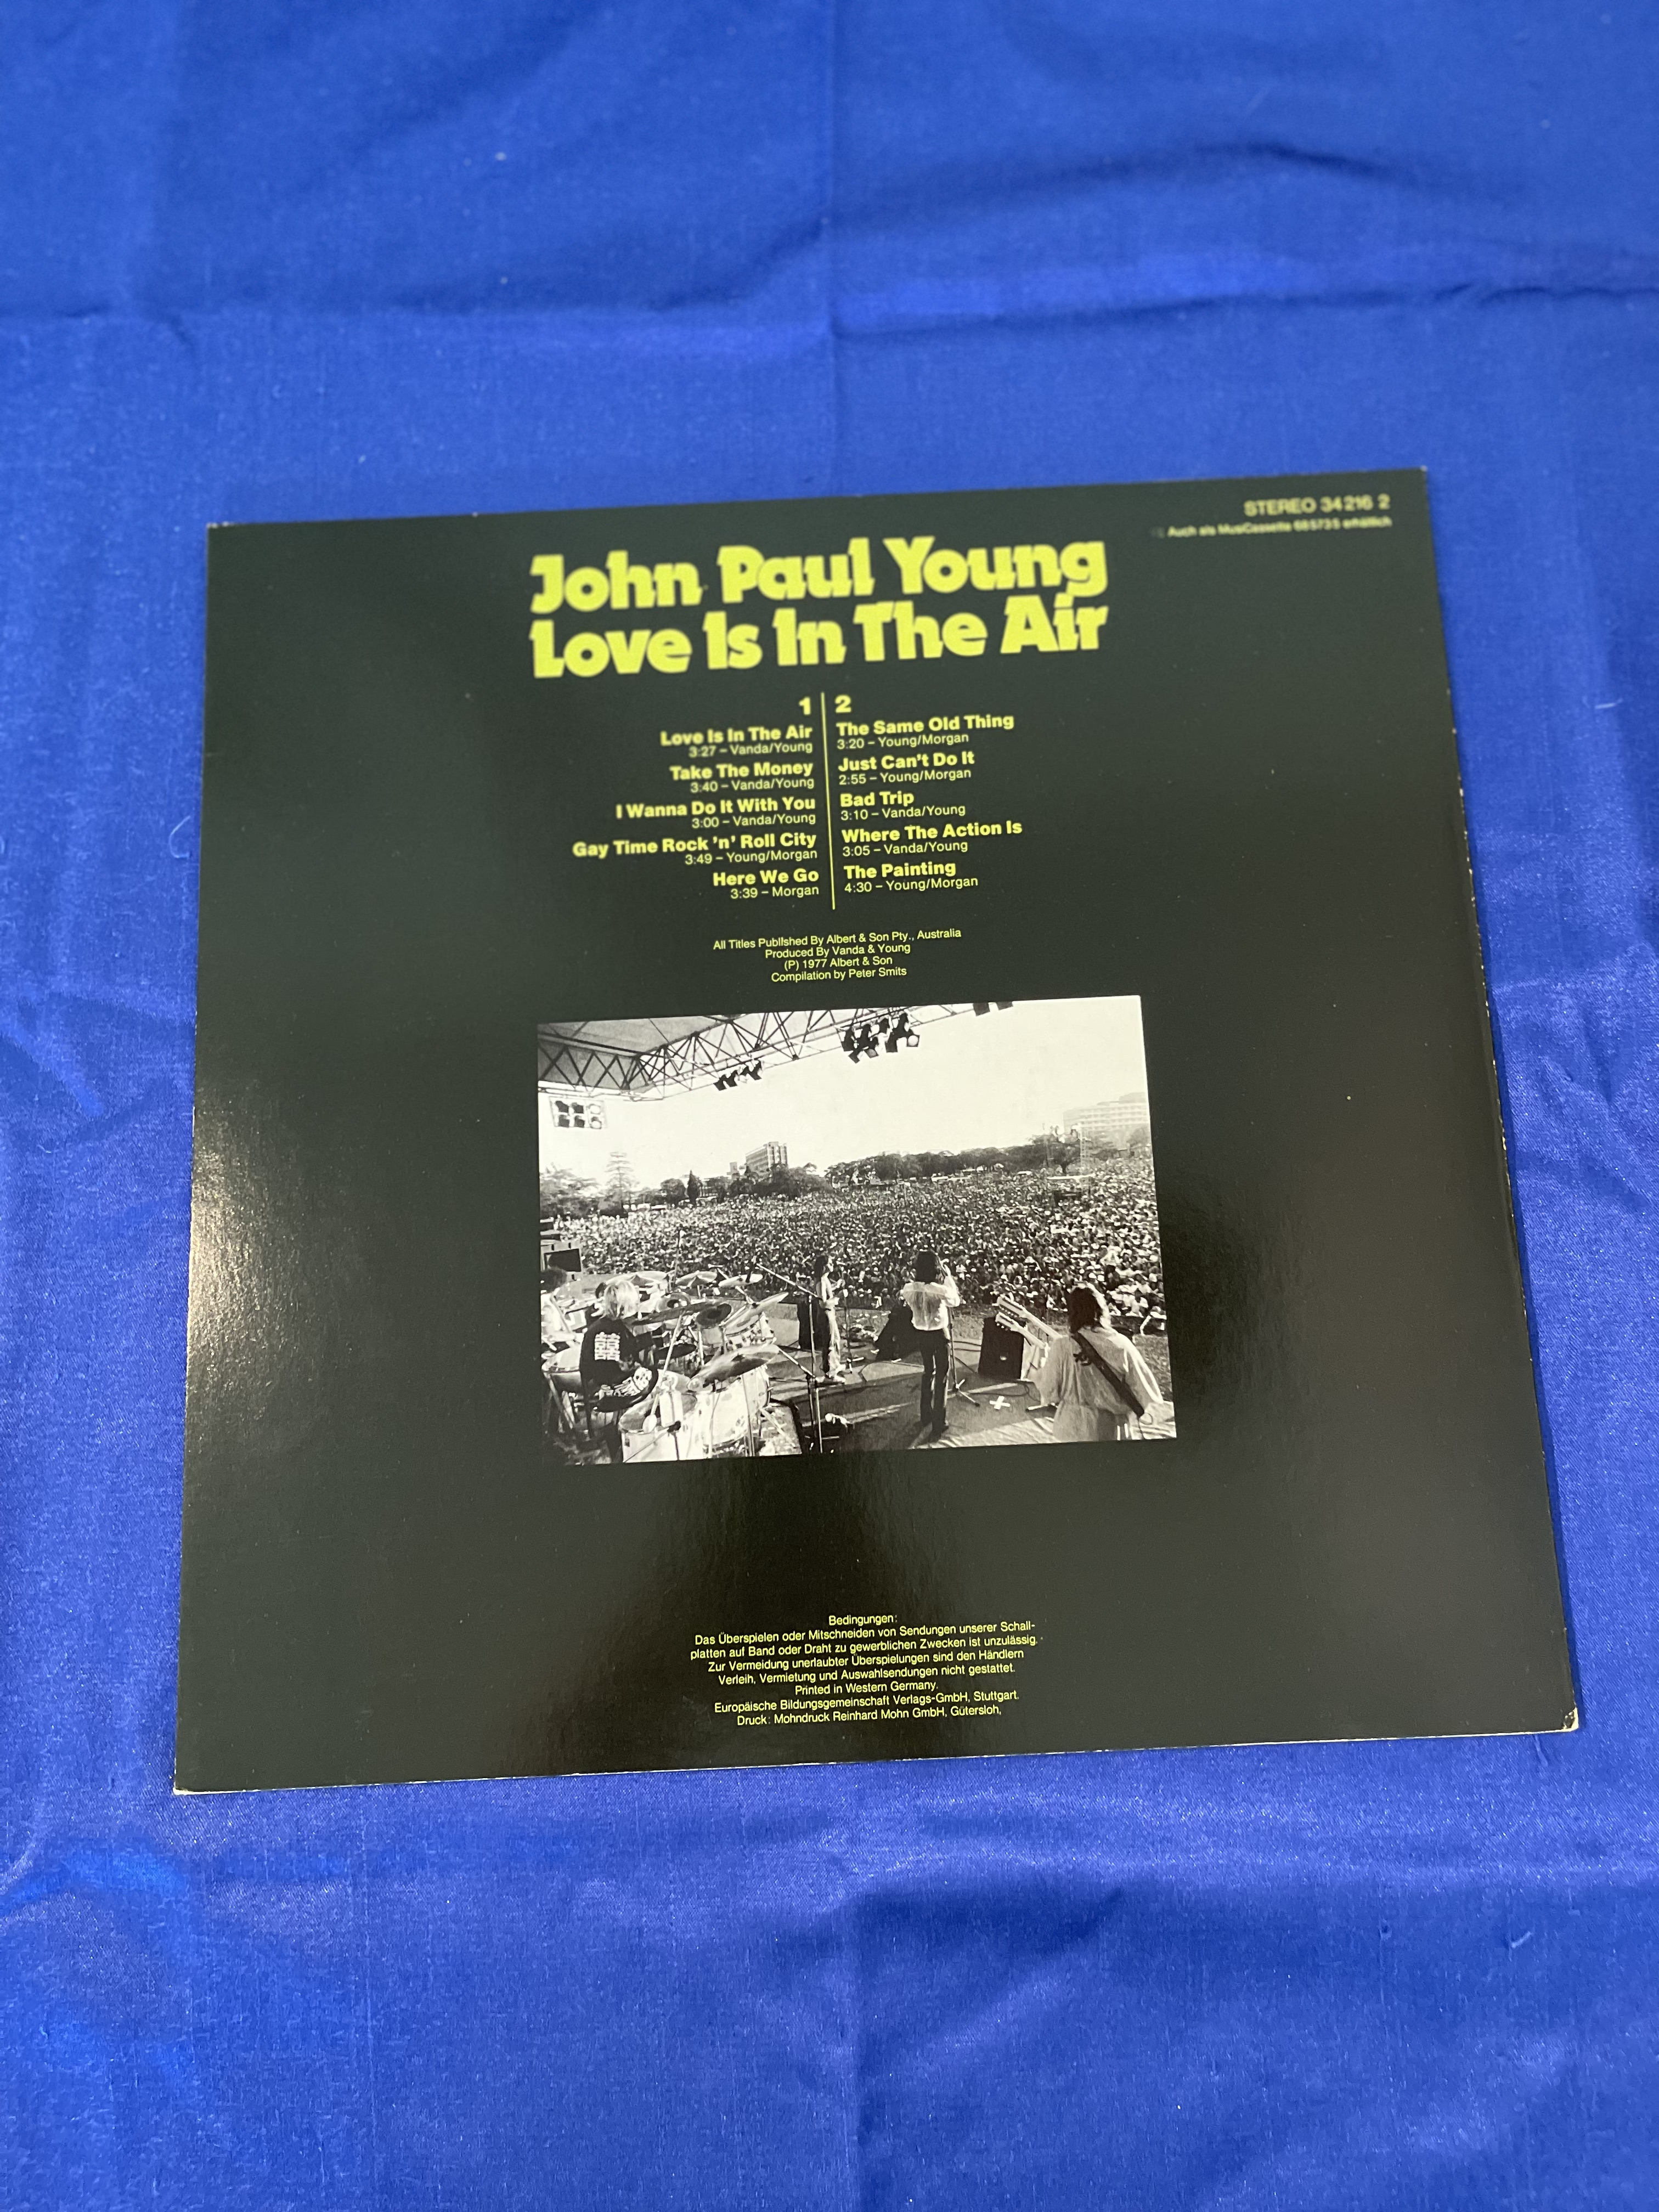 STEREO 34 216 2
Auch als MusiCassette 68 573 5 erhältlich
John Paul Young
Love Is In The Air
1
Love Is In The Air
3:27 – Vanda/Young
Take The Money
3:40 – Vanda/Young
I Wanna Do It With You
3:00 – Vanda/Young
Gay Time Rock 'n' Roll City
3:49 – Young/Morgan
Here We Go
3:39 – Morgan
2
The Same Old Thing
3:20 – Young/Morgan
Just Can't Do It
2:55 – Young/Morgan
Bad Trip
3:10 – Vanda/Young
Where The Action Is
3:05 – Vanda/Young
The Painting
4:30 – Young/Morgan
All Titles Published By Albert & Son Pty., Australia
Produced By Vanda & Young
(P) 1977 Albert & Son
Compilation by Peter Smits
Bedingungen:
Das Überspielen oder Mitschneiden von Sendungen unserer Schall-
platten auf Band oder Draht zu gewerblichen Zwecken ist unzulässig.
Zur Vermeidung unerlaubter Überspielungen sind den Händlern
Verleih, Vermietung und Auswahlsendungen nicht gestattet.
Printed in Western Germany.
Europäische Bildungsgemeinschaft Verlags-GmbH, Stuttgart.
Druck: Mohndruck Reinhard Mohn GmbH, Gütersloh,